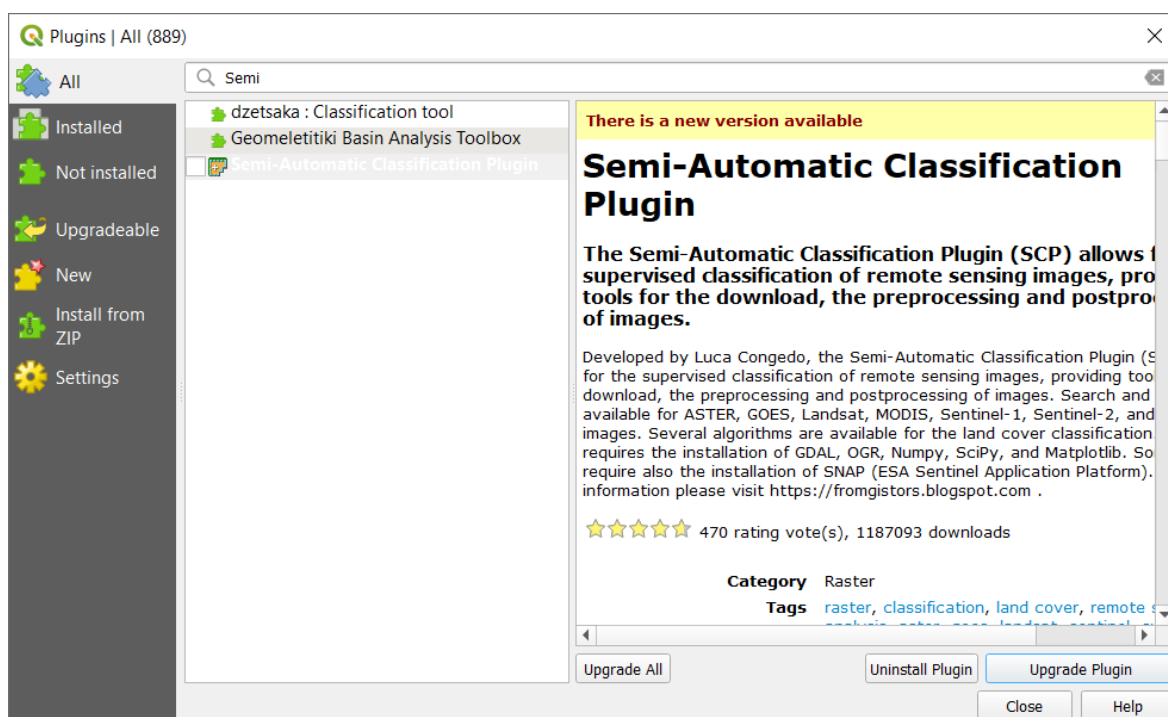 Plugins | All (889)
All
Semi
Installed
Not installed
Upgradeable
New
Install from
ZIP
Settings
dzetsaka : Classification tool
Geomeletitiki Basin Analysis Toolbox
Semi-Automatic Classification Plugin
There is a new version available
Semi-Automatic Classification
Plugin
The Semi-Automatic Classification Plugin (SCP) allows f
supervised classification of remote sensing images, pro
tools for the download, the preprocessing and postpro
of images.
Developed by Luca Congedo, the Semi-Automatic Classification Plugin (S
for the supervised classification of remote sensing images, providing tool
download, the preprocessing and postprocessing of images. Search and
available for ASTER, GOES, Landsat, MODIS, Sentinel-1, Sentinel-2, and
images. Several algorithms are available for the land cover classification.
requires the installation of GDAL, OGR, Numpy, SciPy, and Matplotlib. So
require also the installation of SNAP (ESA Sentinel Application Platform).
information please visit https://fromgistors.blogspot.com .
470 rating vote(s), 1187093 downloads
Category Raster
Tags raster, classification, land cover, remote s
Upgrade All
Uninstall Plugin
Upgrade Plugin
Close
Help